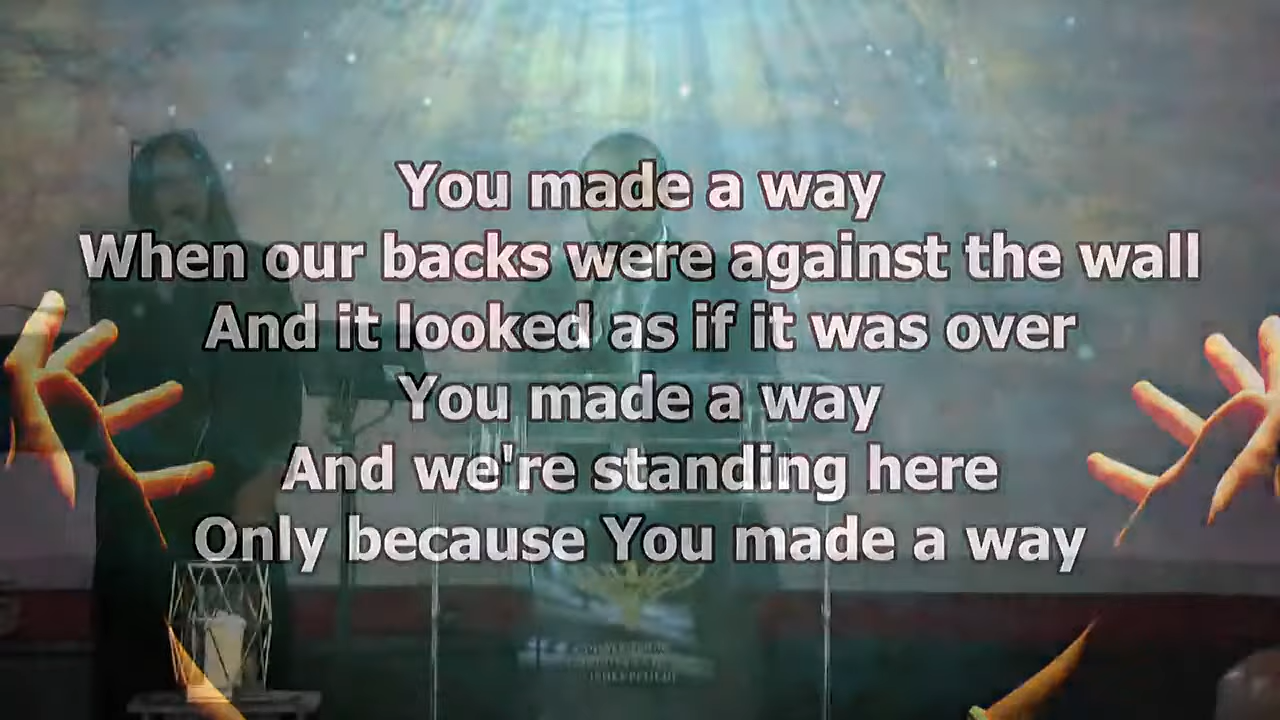 You made a way
When our backs were against the wall
And it looked as if it was over
You made a way
And we're standing here
Only because You made a way